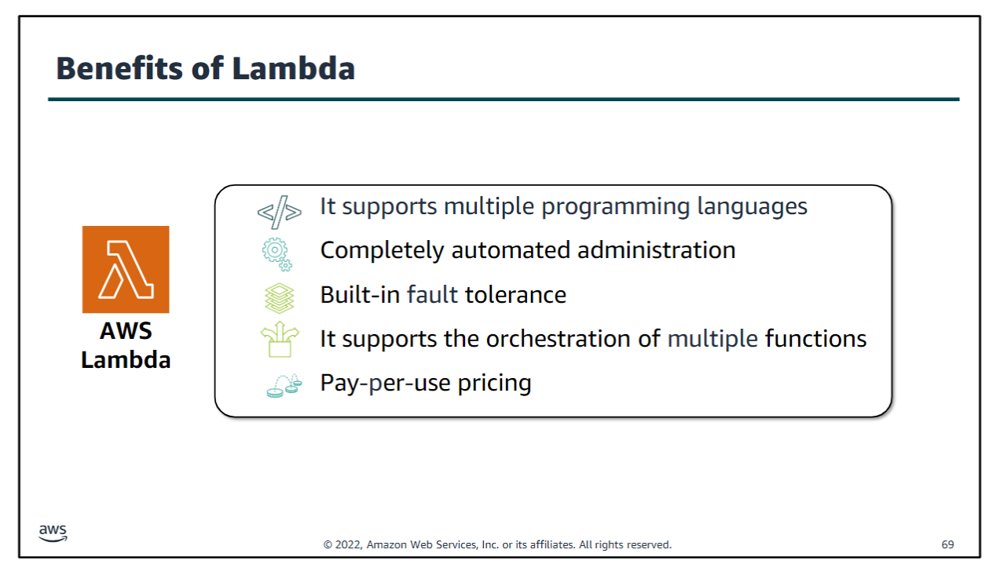 Benefits of Lambda
</>
It supports multiple programming languages
Completely automated administration
Built-in fault tolerance
It supports the orchestration of multiple functions
Pay-per-use pricing
AWS
Lambda
aws
© 2022, Amazon Web Services, Inc. or its affiliates. All rights reserved.
69